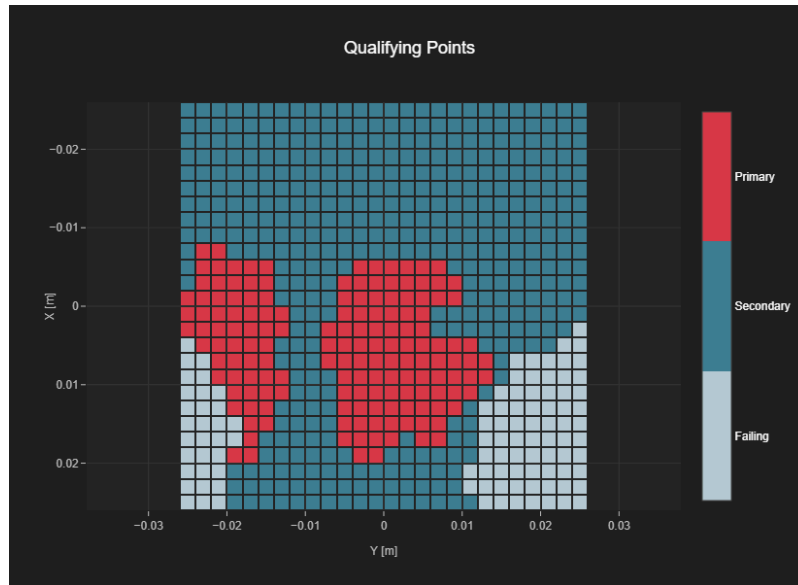 Qualifying Points
−0.02
−0.01
0
0.01
0.02
X [m]
−0.03
−0.02
−0.01
0
0.01
0.02
0.03
Y [m]
Primary
Secondary
Failing